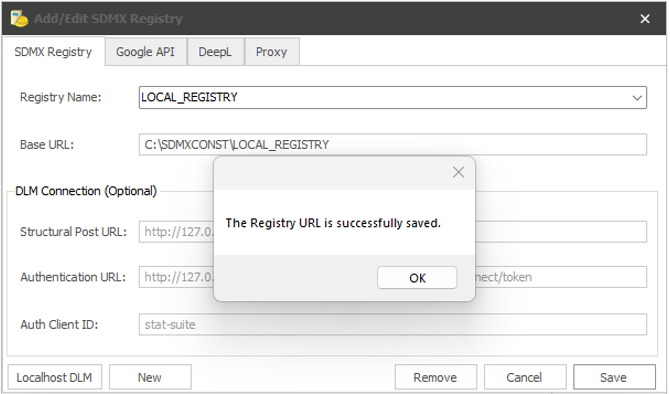 Add/Edit SDMX Registry
SDMX Registry Google API DeepL Proxy
Registry Name: LOCAL_REGISTRY
Base URL: C:\SDMXCONST\LOCAL_REGISTRY
DLM Connection (Optional)
The Registry URL is successfully saved.
Structural Post URL: http://127.0.
Authentication URL: http://127.0. nect/token
OK
Auth Client ID: stat-suite
Localhost DLM New Remove Cancel Save